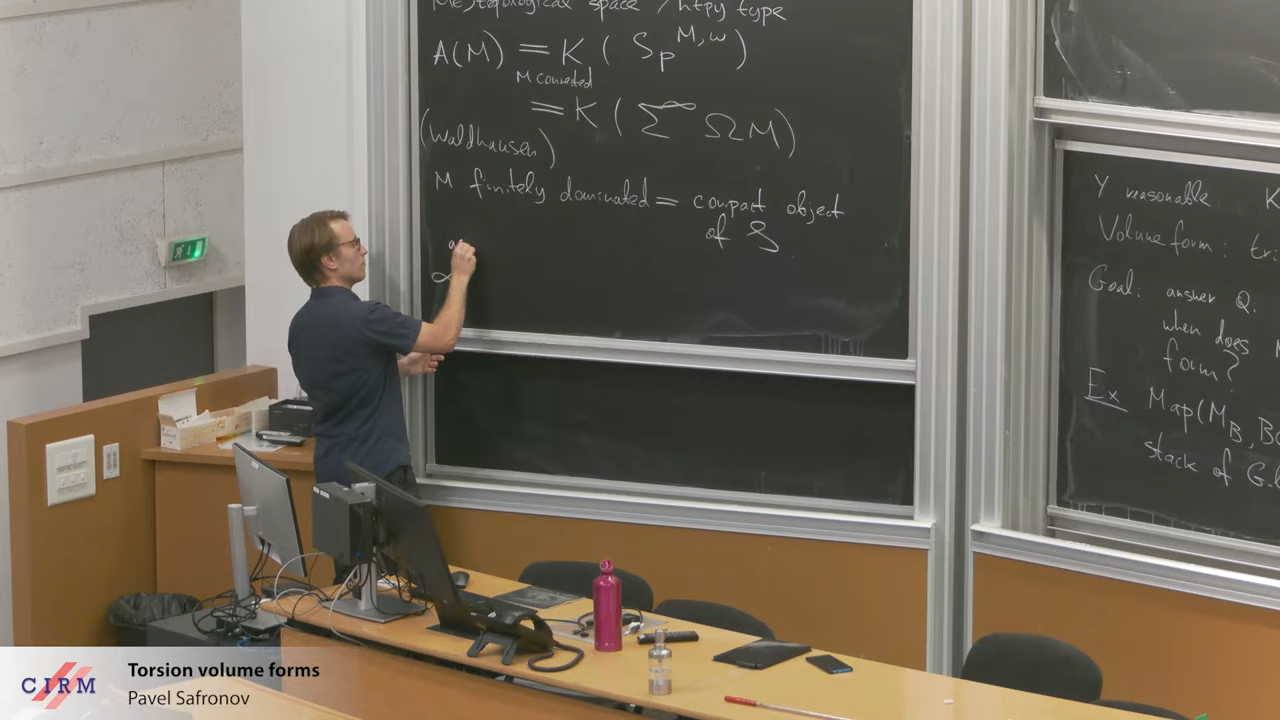 M∈ topological space / htpy type
A(M) = K ( Sp^{M,ω} )
M connected
= K ( Σ^∞ ΩM )
(Waldhausen)
M finitely dominated = compact object
of S
∞
Y reasonable K
Volume form:
Goal: answer Q.
when does
form?
Ex Map(M_B,
stack of G-
CIRM
Torsion volume forms
Pavel Safronov